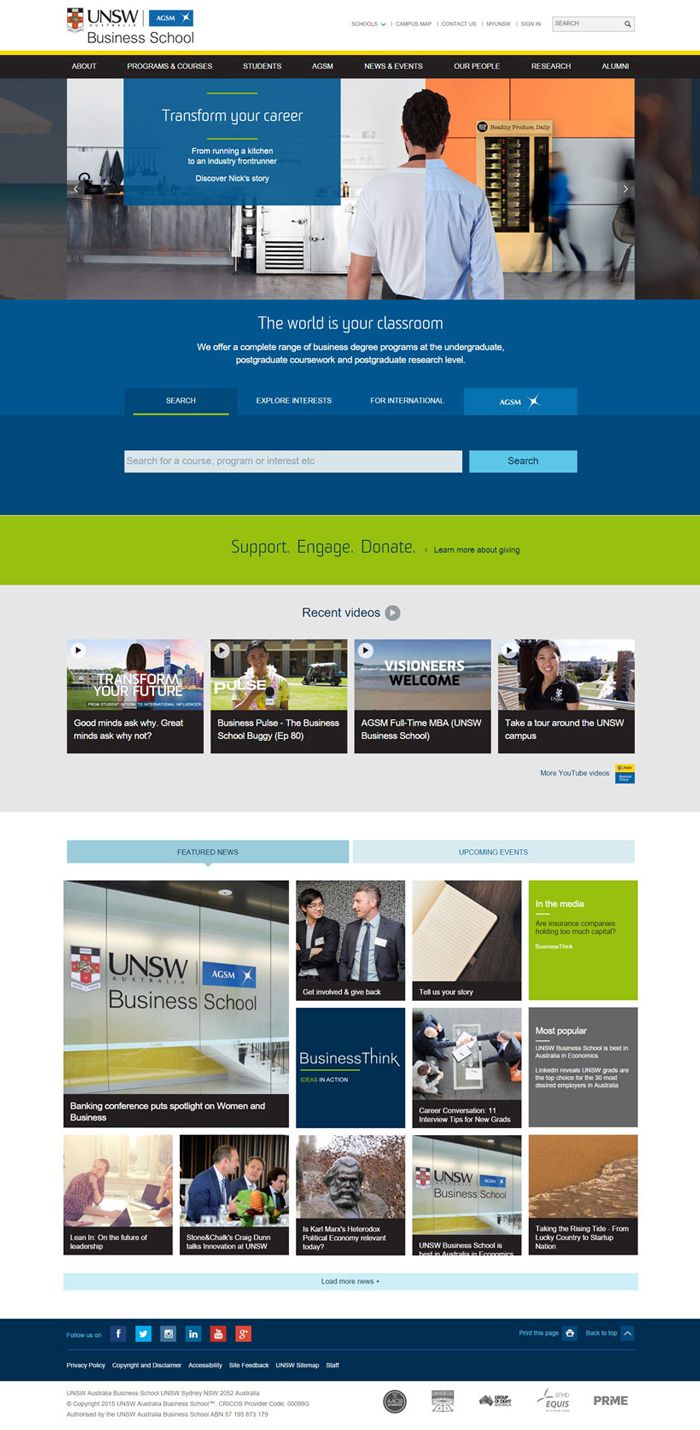 UNSW
AUSTRALIA
AGSM
Business School
SCHOOLS
CAMPUS MAP
CONTACT US
MYUNSW
SIGN IN
SEARCH
ABOUT
PROGRAMS & COURSES
STUDENTS
AGSM
NEWS & EVENTS
OUR PEOPLE
RESEARCH
ALUMNI
Transform your career
From running a kitchen
to an industry frontrunner
Discover Nick's story
Healthy Produce, Daily
The world is your classroom
We offer a complete range of business degree programs at the undergraduate,
postgraduate coursework and postgraduate research level.
SEARCH
EXPLORE INTERESTS
FOR INTERNATIONAL
AGSM
Search for a course, program or interest etc
Search
Support. Engage. Donate. › Learn more about giving
Recent videos
TRANSFORM
YOUR FUTURE
FROM STUDENT INTERN TO INTERNATIONAL INFLUENCER
Good minds ask why. Great
minds ask why not?
PULSE
Business Pulse - The Business
School Buggy (Ep 80)
VISIONEERS
WELCOME
AGSM Full-Time MBA (UNSW
Business School)
Take a tour around the UNSW
campus
More YouTube videos
FEATURED NEWS
UPCOMING EVENTS
UNSW
AUSTRALIA
AGSM
Business School
Banking conference puts spotlight on Women and
Business
Get involved & give back
Tell us your story
In the media
Are insurance companies
holding too much capital?
BusinessThink
BusinessThink
IDEAS IN ACTION
Career Conversation: 11
Interview Tips for New Grads
Most popular
UNSW Business School is best in
Australia in Economics
LinkedIn reveals UNSW grads are
the top choice for the 30 most
desired employers in Australia
Lean In: On the future of
leadership
Stone&Chalk's Craig Dunn
talks Innovation at UNSW
Is Karl Marx's Heterodox
Political Economy relevant
today?
UNSW
AUSTRALIA
AGSM
Business School
UNSW Business School is
best in Australia in Economics
Taking the Rising Tide - From
Lucky Country to Startup
Nation
Load more news +
Follow us on
Print this page
Back to top
Privacy Policy
Copyright and Disclaimer
Accessibility
Site Feedback
UNSW Sitemap
Staff
UNSW Australia Business School UNSW Sydney NSW 2052 Australia
© Copyright 2015 UNSW Australia Business School™. CRICOS Provider Code: 00098G
Authorised by the UNSW Australia Business School ABN 57 195 873 179
AACSB
GROUP
OF EIGHT
AUSTRALIA
EFMD
EQUIS
ACCREDITED
PRME